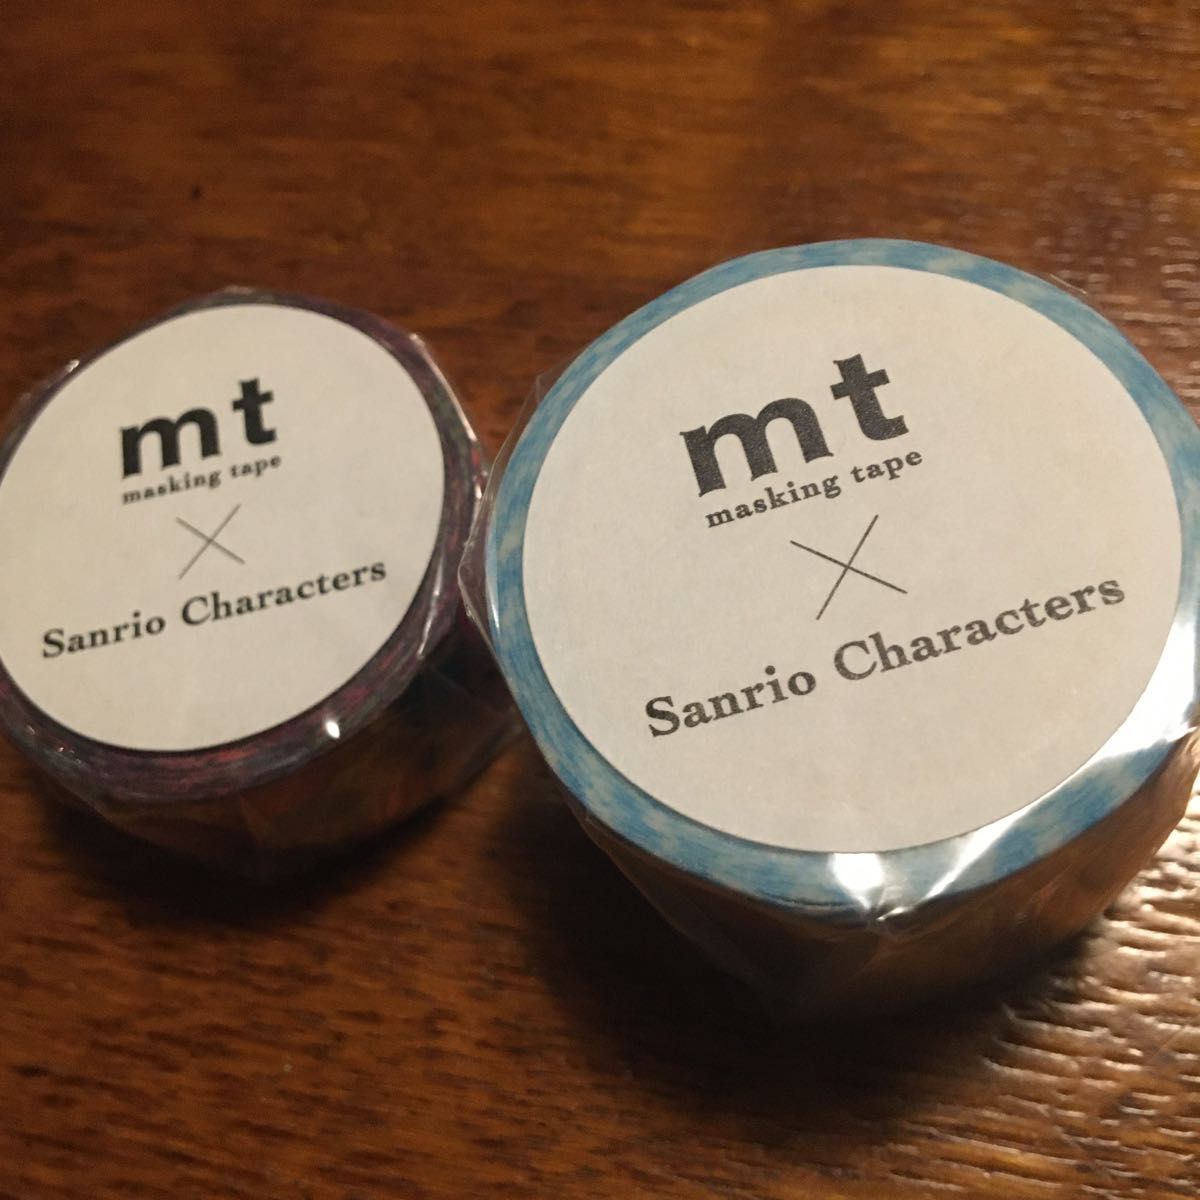 mt
masking tape
×
Sanrio Characters
mt
masking tape
×
Sanrio Characters